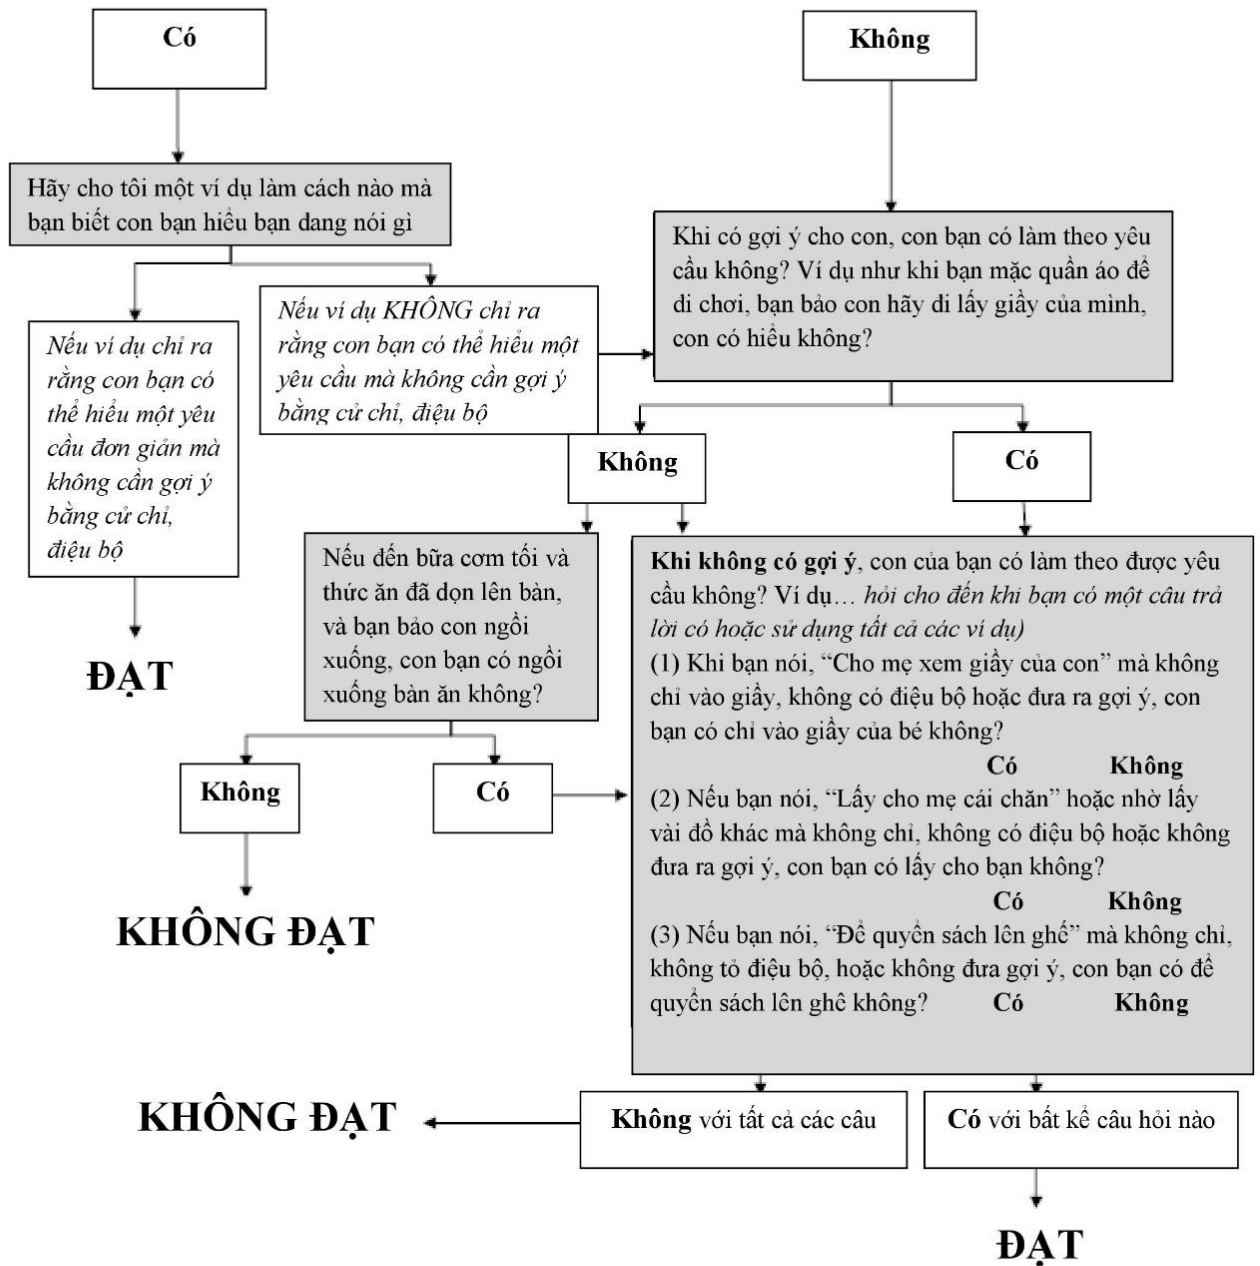 Có
Không
Hãy cho tôi một ví dụ làm cách nào mà
bạn biết con bạn hiểu bạn đang nói gì
Khi có gợi ý cho con, con bạn có làm theo yêu
cầu không? Ví dụ như khi bạn mặc quần áo để
đi chơi, bạn bảo con hãy đi lấy giầy của mình,
con có hiểu không?
Nếu ví dụ KHÔNG chỉ ra
rằng con bạn có thể hiểu một
yêu cầu mà không cần gợi ý
bằng cử chỉ, điệu bộ
Nếu ví dụ chỉ ra
rằng con bạn có
thể hiểu một yêu
cầu đơn giản mà
không cần gợi ý
bằng cử chỉ,
điệu bộ
ĐẠT
Không
Có
Nếu đến bữa cơm tối và
thức ăn đã dọn lên bàn,
và bạn bảo con ngồi
xuống, con bạn có ngồi
xuống bàn ăn không?
Không
Có
KHÔNG ĐẠT
Khi không có gợi ý, con của bạn có làm theo được yêu
cầu không? Ví dụ… hỏi cho đến khi bạn có một câu trả
lời có hoặc sử dụng tất cả các ví dụ)
(1) Khi bạn nói, “Cho mẹ xem giầy của con” mà không
chỉ vào giầy, không có điệu bộ hoặc đưa ra gợi ý, con
bạn có chỉ vào giầy của bé không?
Có Không
(2) Nếu bạn nói, “Lấy cho mẹ cái chăn” hoặc nhờ lấy
vài đồ khác mà không chỉ, không có điệu bộ hoặc không
đưa ra gợi ý, con bạn có lấy cho bạn không?
Có Không
(3) Nếu bạn nói, “Để quyển sách lên ghế” mà không chỉ,
không tỏ điệu bộ, hoặc không đưa gợi ý, con bạn có để
quyển sách lên ghê không? Có Không
KHÔNG ĐẠT
Không với tất cả các câu
Có với bất kể câu hỏi nào
ĐẠT